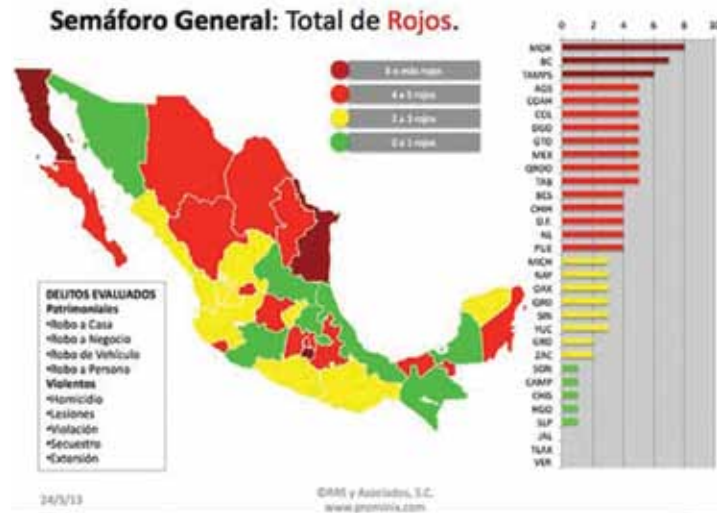 Semáforo General: Total de Rojos.
6 o más rojos
4 a 5 rojos
2 a 3 rojos
0 a 1 rojos
DELITOS EVALUADOS
Patrimoniales
•Robo a Casa
•Robo a Negocio
•Robo de Vehículo
•Robo a Persona
Violentos
•Homicidio
•Lesiones
•Violación
•Secuestro
•Extorsión
0 2 4 6 8 10
MOR
BC
TAMPS
AGS
COAH
COL
DGO
GTO
MEX
QROO
TAB
BCS
CHIH
D.F.
NL
PUE
MICH
NAY
OAX
QRO
SIN
YUC
GRO
ZAC
SON
CAMP
CHIS
HGO
SLP
JAL
TLAX
VER
24/5/13
©RRS y Asociados, S.C.
www.prominix.com